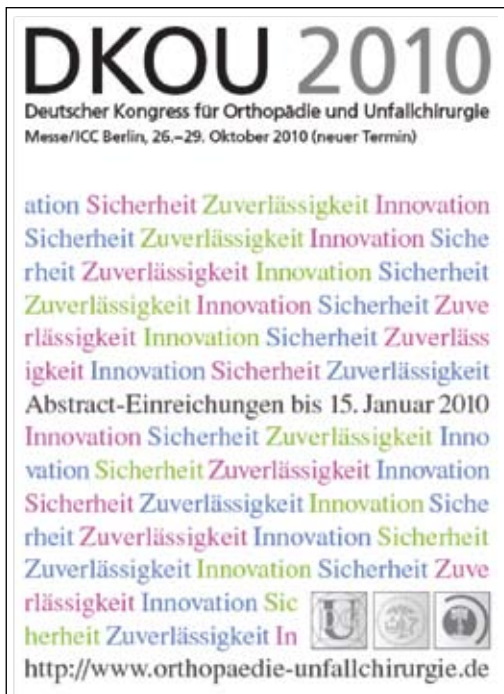 DKOU 2010
Deutscher Kongress für Orthopädie und Unfallchirurgie
Messe/ICC Berlin, 26.–29. Oktober 2010 (neuer Termin)
ation Sicherheit Zuverlässigkeit Innovation
Sicherheit Zuverlässigkeit Innovation Siche
rheit Zuverlässigkeit Innovation Sicherheit
Zuverlässigkeit Innovation Sicherheit Zuve
rlässigkeit Innovation Sicherheit Zuverläss
igkeit Innovation Sicherheit Zuverlässigkeit
Abstract-Einreichungen bis 15. Januar 2010
Innovation Sicherheit Zuverlässigkeit Inno
vation Sicherheit Zuverlässigkeit Innovation
Sicherheit Zuverlässigkeit Innovation Siche
rheit Zuverlässigkeit Innovation Sicherheit
Zuverlässigkeit Innovation Sicherheit Zuve
rlässigkeit Innovation Sic
herheit Zuverlässigkeit In
U
http://www.orthopaedie-unfallchirurgie.de